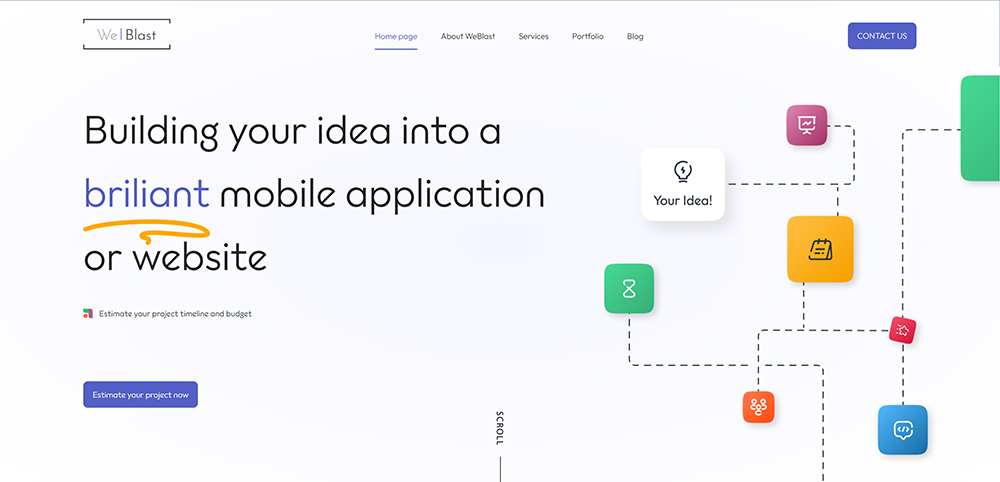 We|Blast
Home page
About WeBlast
Services
Portfolio
Blog
CONTACT US
Building your idea into a
briliant mobile application
or website
Estimate your project timeline and budget
Estimate your project now
Your Idea!
SCROLL